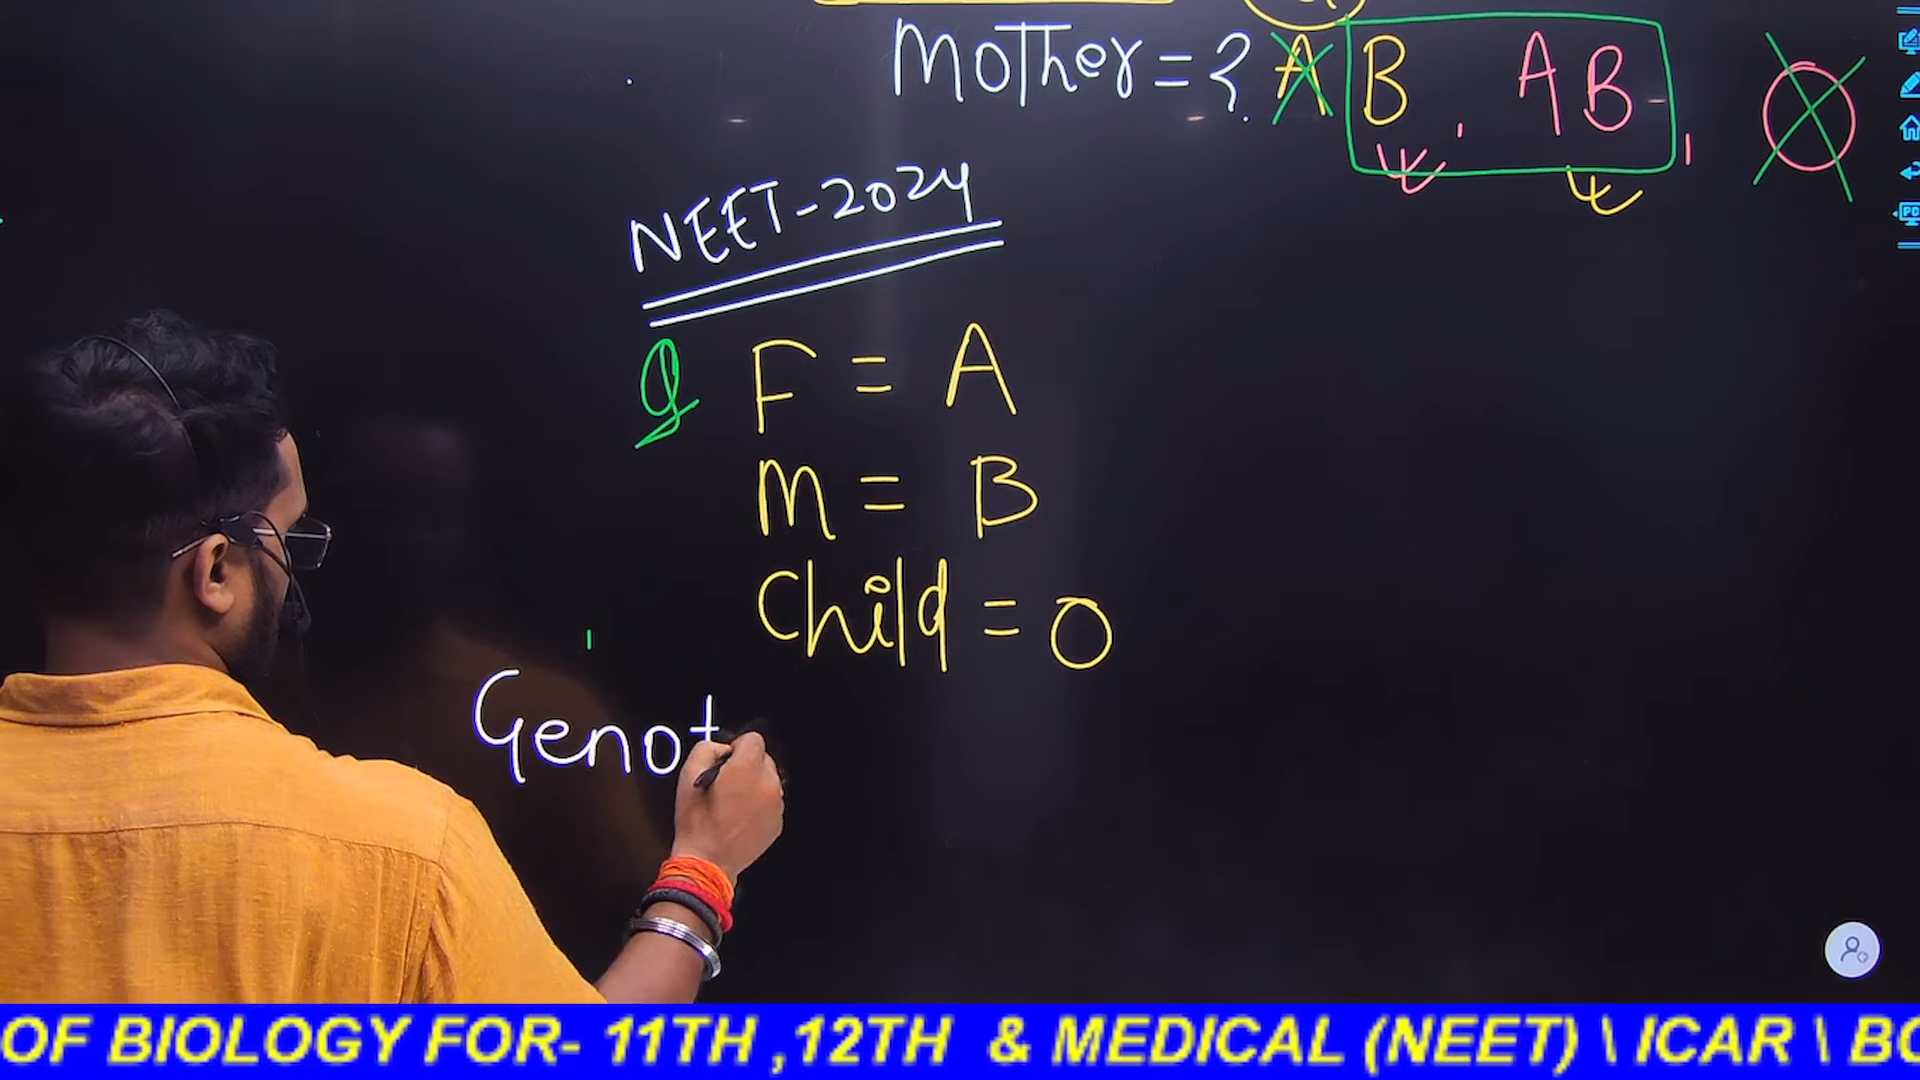 Mother = ? A B , AB , O
NEET-2024
Q F = A
M = B
Child = O
Genot
OF BIOLOGY FOR- 11TH ,12TH & MEDICAL (NEET) \ ICAR \ BO